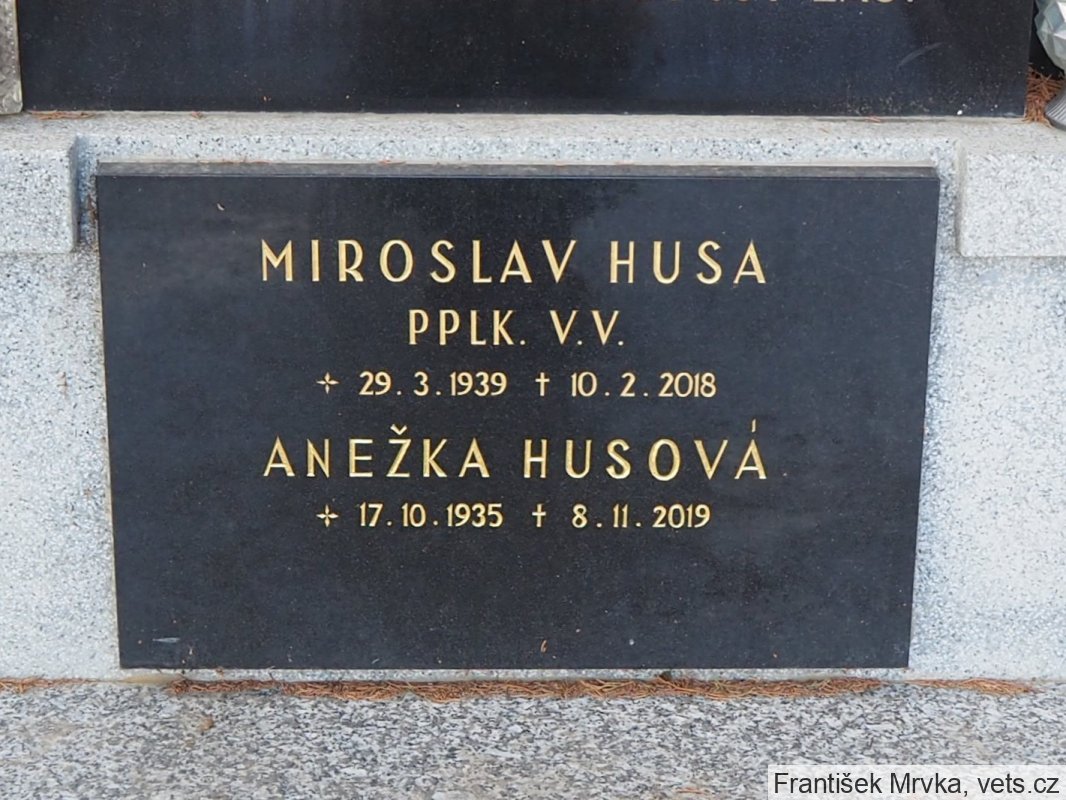 MIROSLAV HUSA
PPLK. V.V.
✢ 29.3.1939 † 10.2.2018
ANEŽKA HUSOVÁ
✢ 17.10.1935 † 8.11.2019
František Mrvka, vets.cz